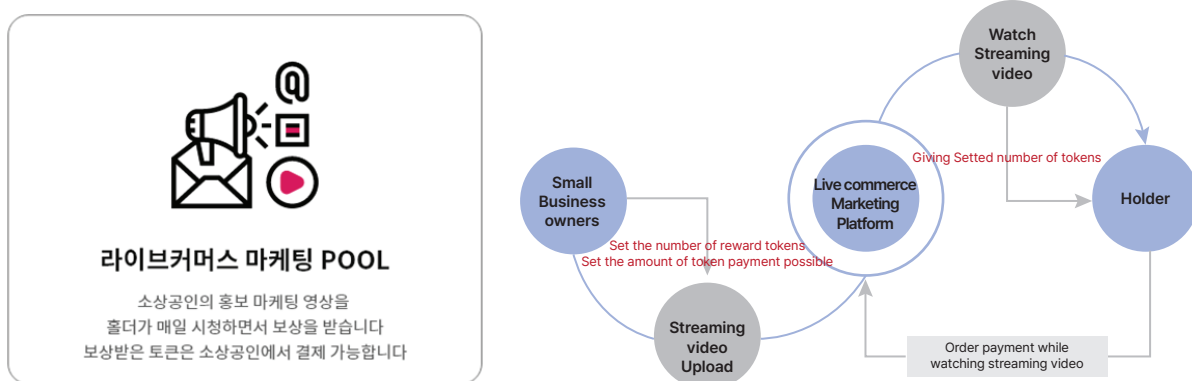 라이브커머스 마케팅 POOL
소상공인의 홍보 마케팅 영상을
홀더가 매일 시청하면서 보상을 받습니다
보상받은 토큰은 소상공인에서 결제 가능합니다
Small
Business
owners
Set the number of reward tokens
Set the amount of token payment possible
Streaming
video
Upload
Live commerce
Marketing
Platform
Watch
Streaming
video
Giving Setted number of tokens
Holder
Order payment while
watching streaming video